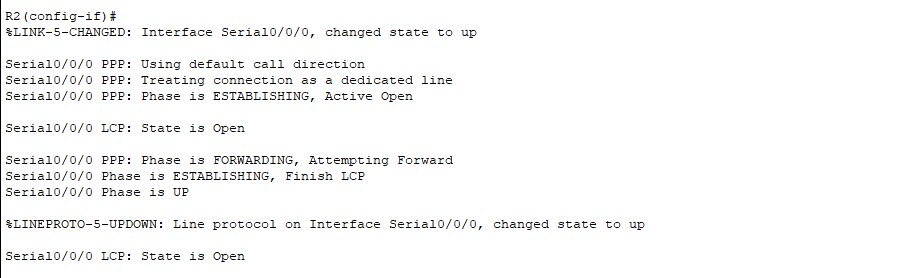 R2(config-if)#
%LINK-5-CHANGED: Interface Serial0/0/0, changed state to up
Serial0/0/0 PPP: Using default call direction
Serial0/0/0 PPP: Treating connection as a dedicated line
Serial0/0/0 PPP: Phase is ESTABLISHING, Active Open
Serial0/0/0 LCP: State is Open
Serial0/0/0 PPP: Phase is FORWARDING, Attempting Forward
Serial0/0/0 Phase is ESTABLISHING, Finish LCP
Serial0/0/0 Phase is UP
%LINEPROTO-5-UPDOWN: Line protocol on Interface Serial0/0/0, changed state to up
Serial0/0/0 LCP: State is Open